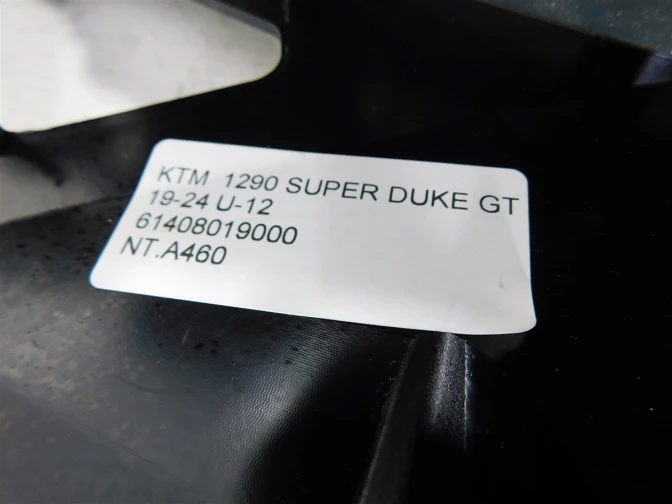 KTM 1290 SUPER DUKE GT
19-24 U-12
61408019000
NT.A460